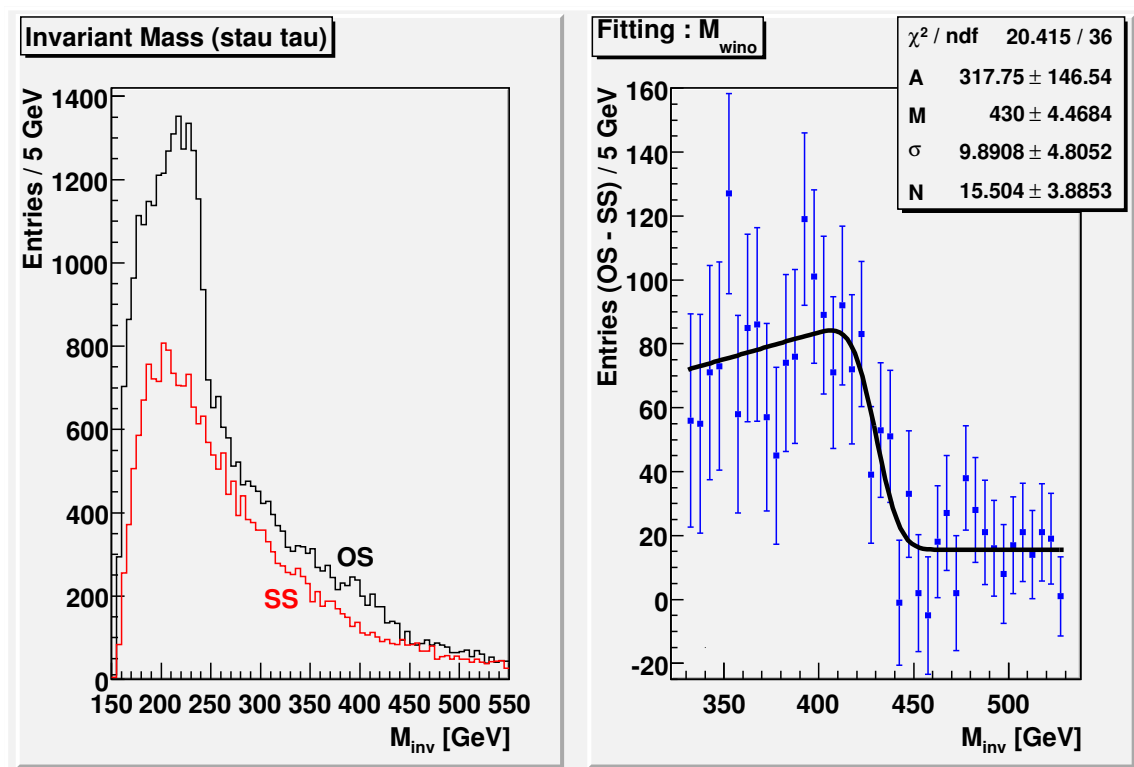 Invariant Mass (stau tau)
Entries / 5 GeV
1400
1200
1000
800
600
400
200
0
OS
SS
150 200 250 300 350 400 450 500 550
M_inv [GeV]
Fitting : M_wino
χ² / ndf 20.415 / 36
A 317.75 ± 146.54
M 430 ± 4.4684
σ 9.8908 ± 4.8052
N 15.504 ± 3.8853
Entries (OS - SS) / 5 GeV
160
140
120
100
80
60
40
20
0
-20
350 400 450 500
M_inv [GeV]